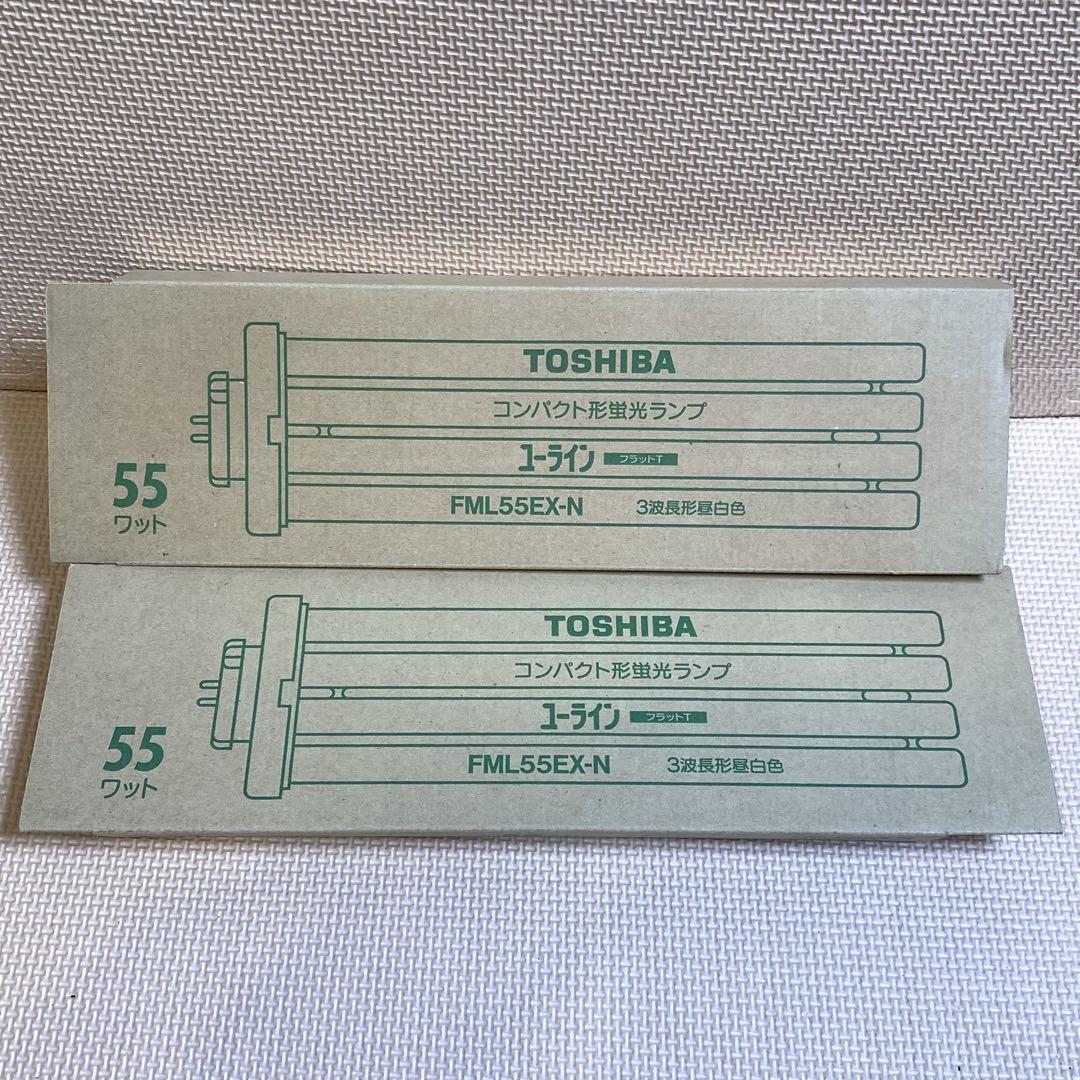 TOSHIBA
コンパクト形蛍光ランプ
ユーライン フラットT
FML55EX-N 3波長形昼白色
55
ワット
TOSHIBA
コンパクト形蛍光ランプ
ユーライン フラットT
FML55EX-N 3波長形昼白色
55
ワット